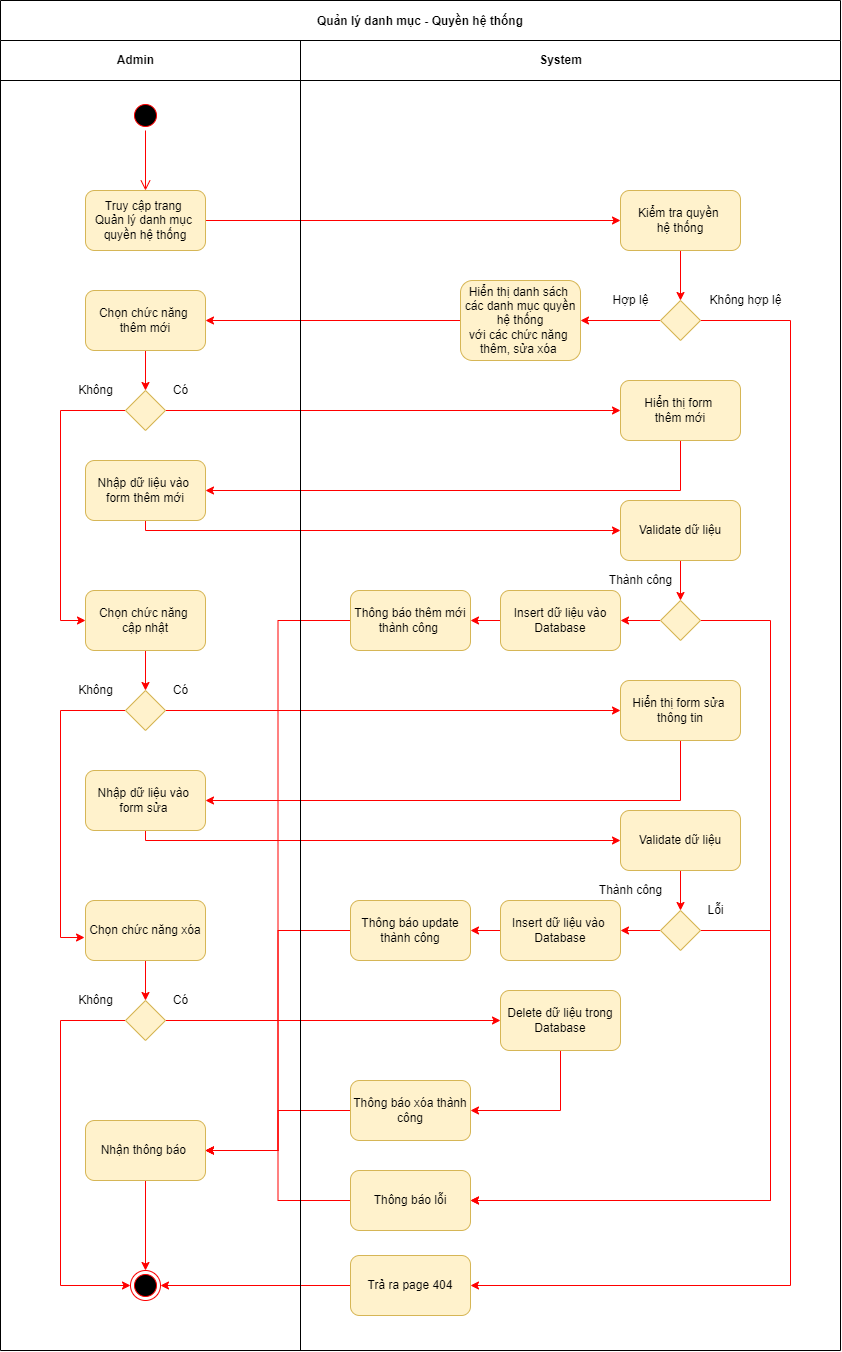 Quản lý danh mục - Quyền hệ thống
Admin
System
Truy cập trang
Quản lý danh mục
quyền hệ thống
Kiểm tra quyền
hệ thống
Hợp lệ
Không hợp lệ
Hiển thị danh sách
các danh mục quyền
hệ thống
với các chức năng
thêm, sửa xóa
Chọn chức năng
thêm mới
Không
Có
Hiển thị form
thêm mới
Nhập dữ liệu vào
form thêm mới
Validate dữ liệu
Thành công
Chọn chức năng
cập nhật
Thông báo thêm mới
thành công
Insert dữ liệu vào
Database
Không
Có
Hiển thị form sửa
thông tin
Nhập dữ liệu vào
form sửa
Validate dữ liệu
Thành công
Lỗi
Chọn chức năng xóa
Thông báo update
thành công
Insert dữ liệu vào
Database
Không
Có
Delete dữ liệu trong
Database
Thông báo xóa thành
công
Nhận thông báo
Thông báo lỗi
Trả ra page 404